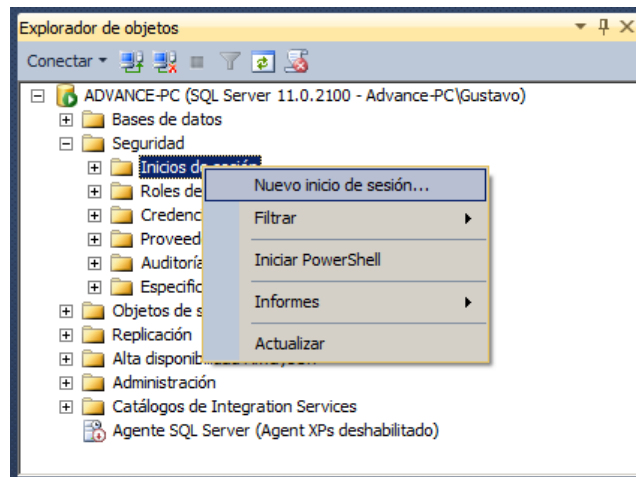 Explorador de objetos
Conectar
ADVANCE-PC (SQL Server 11.0.2100 - Advance-PC\Gustavo)
Bases de datos
Seguridad
Inicios de sesión
Nuevo inicio de sesión...
Roles de
Filtrar
Credenc
Proveed
Iniciar PowerShell
Auditoría
Especific
Informes
Objetos de s
Replicación
Actualizar
Alta disponib
Administración
Catálogos de Integration Services
Agente SQL Server (Agent XPs deshabilitado)